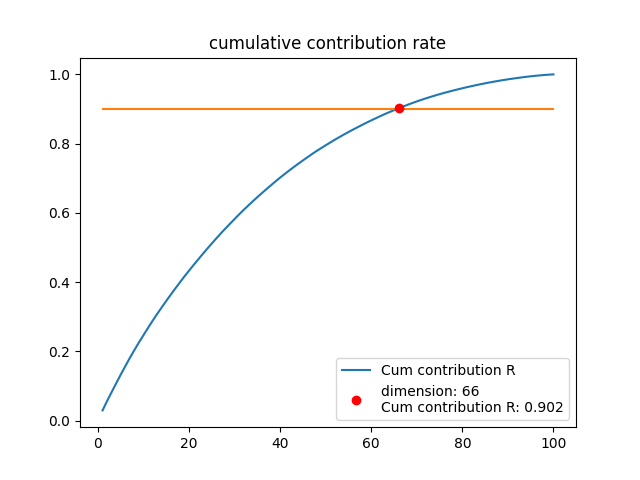 cumulative contribution rate
1.0
0.8
0.6
0.4
0.2
0.0
0 20 40 60 80 100
Cum contribution R
dimension: 66
Cum contribution R: 0.902